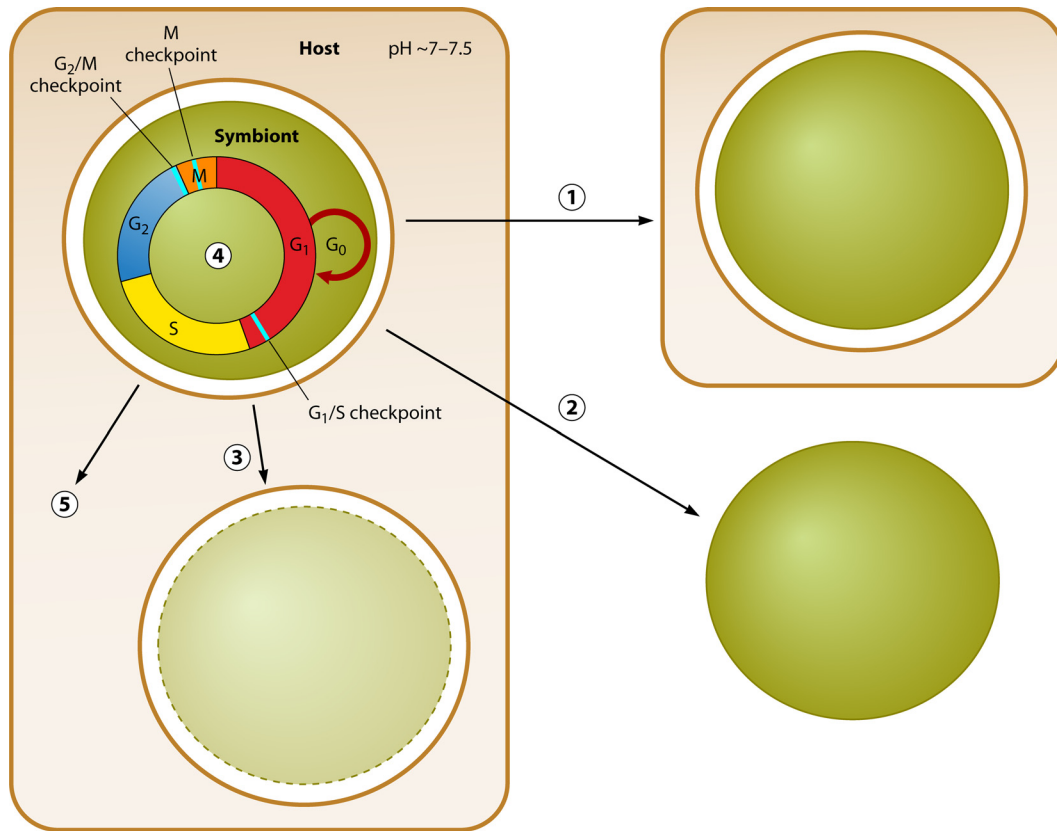 M
checkpoint
Host
pH ~7–7.5
G₂/M
checkpoint
Symbiont
M
G₂
G₁
G₀
4
S
G₁/S checkpoint
1
2
3
5